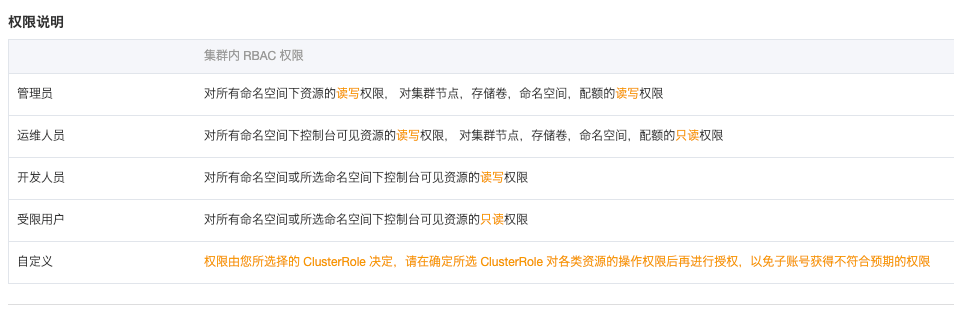 权限说明
集群内 RBAC 权限
管理员 对所有命名空间下资源的读写权限， 对集群节点，存储卷，命名空间，配额的读写权限
运维人员 对所有命名空间下控制台可见资源的读写权限， 对集群节点，存储卷，命名空间，配额的只读权限
开发人员 对所有命名空间或所选命名空间下控制台可见资源的读写权限
受限用户 对所有命名空间或所选命名空间下控制台可见资源的只读权限
自定义 权限由您所选择的 ClusterRole 决定，请在确定所选 ClusterRole 对各类资源的操作权限后再进行授权，以免子账号获得不符合预期的权限